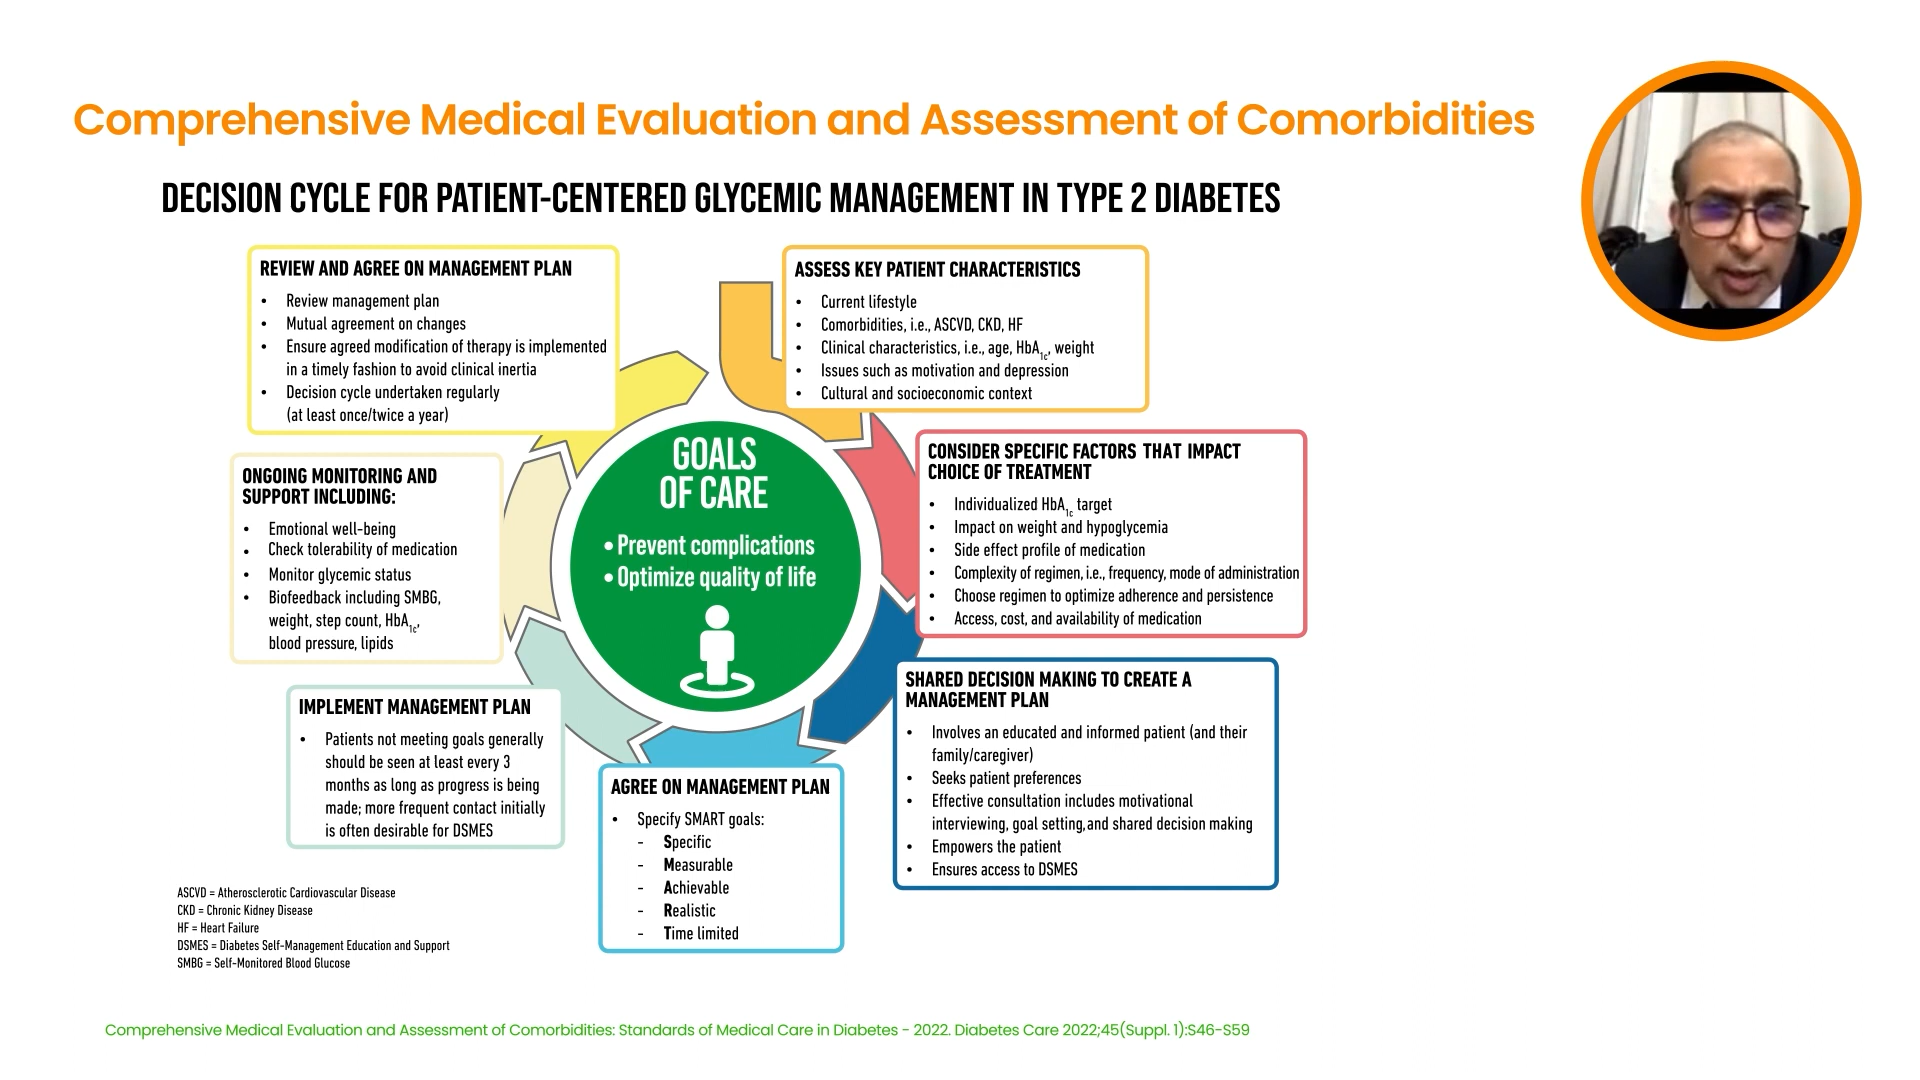 Comprehensive Medical Evaluation and Assessment of Comorbidities
DECISION CYCLE FOR PATIENT-CENTERED GLYCEMIC MANAGEMENT IN TYPE 2 DIABETES
REVIEW AND AGREE ON MANAGEMENT PLAN
• Review management plan
• Mutual agreement on changes
• Ensure agreed modification of therapy is implemented
in a timely fashion to avoid clinical inertia
• Decision cycle undertaken regularly
(at least once/twice a year)
ASSESS KEY PATIENT CHARACTERISTICS
• Current lifestyle
• Comorbidities, i.e., ASCVD, CKD, HF
• Clinical characteristics, i.e., age, HbA1c, weight
• Issues such as motivation and depression
• Cultural and socioeconomic context
CONSIDER SPECIFIC FACTORS THAT IMPACT
CHOICE OF TREATMENT
• Individualized HbA1c target
• Impact on weight and hypoglycemia
• Side effect profile of medication
• Complexity of regimen, i.e., frequency, mode of administration
• Choose regimen to optimize adherence and persistence
• Access, cost, and availability of medication
SHARED DECISION MAKING TO CREATE A
MANAGEMENT PLAN
• Involves an educated and informed patient (and their
family/caregiver)
• Seeks patient preferences
• Effective consultation includes motivational
interviewing, goal setting,and shared decision making
• Empowers the patient
• Ensures access to DSMES
AGREE ON MANAGEMENT PLAN
• Specify SMART goals:
- Specific
- Measurable
- Achievable
- Realistic
- Time limited
IMPLEMENT MANAGEMENT PLAN
• Patients not meeting goals generally
should be seen at least every 3
months as long as progress is being
made; more frequent contact initially
is often desirable for DSMES
ONGOING MONITORING AND
SUPPORT INCLUDING:
• Emotional well-being
• Check tolerability of medication
• Monitor glycemic status
• Biofeedback including SMBG,
weight, step count, HbA1c,
blood pressure, lipids
GOALS
OF CARE
• Prevent complications
• Optimize quality of life
ASCVD = Atherosclerotic Cardiovascular Disease
CKD = Chronic Kidney Disease
HF = Heart Failure
DSMES = Diabetes Self-Management Education and Support
SMBG = Self-Monitored Blood Glucose
Comprehensive Medical Evaluation and Assessment of Comorbidities: Standards of Medical Care in Diabetes - 2022. Diabetes Care 2022;45(Suppl. 1):S46-S59